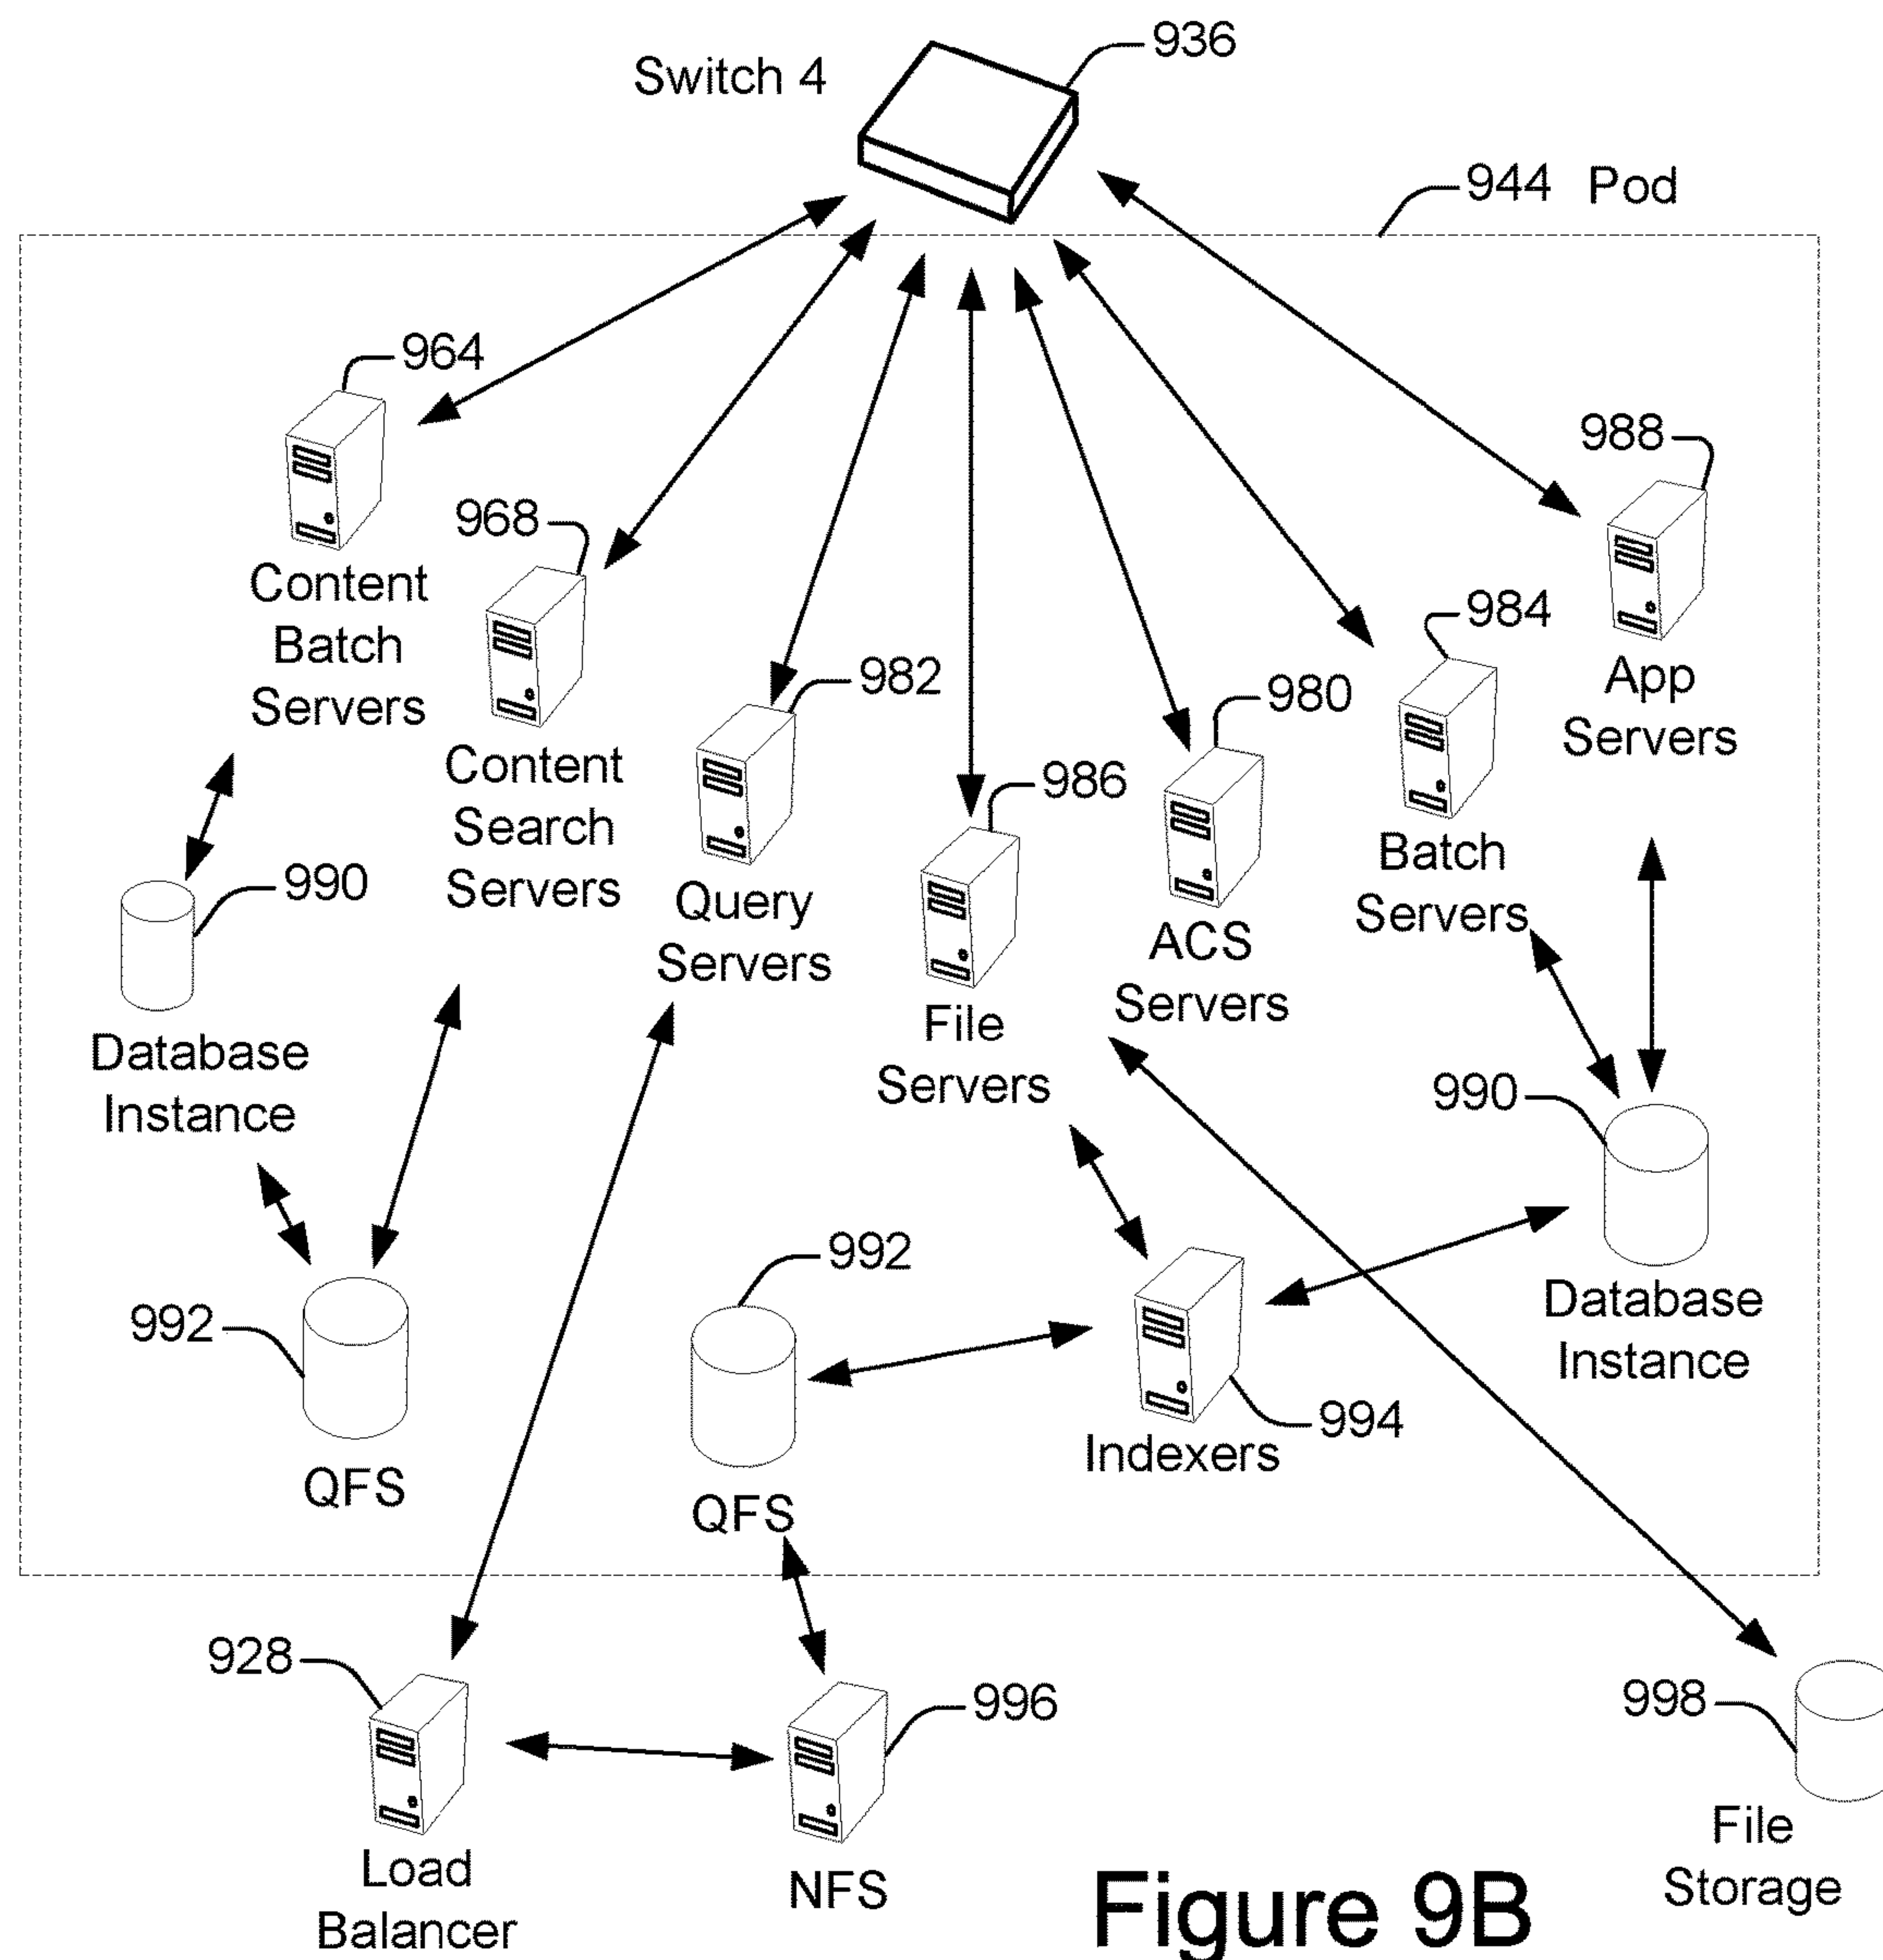 936
Switch 4
944 Pod
964
Content
Batch
Servers
968
Content
Search
Servers
982
Query
Servers
986
File
Servers
980
ACS
Servers
984
Batch
Servers
988
App
Servers
990
Database
Instance
990
Database
Instance
992
QFS
992
QFS
994
Indexers
928
Load
Balancer
996
NFS
998
File
Storage
Figure 9B